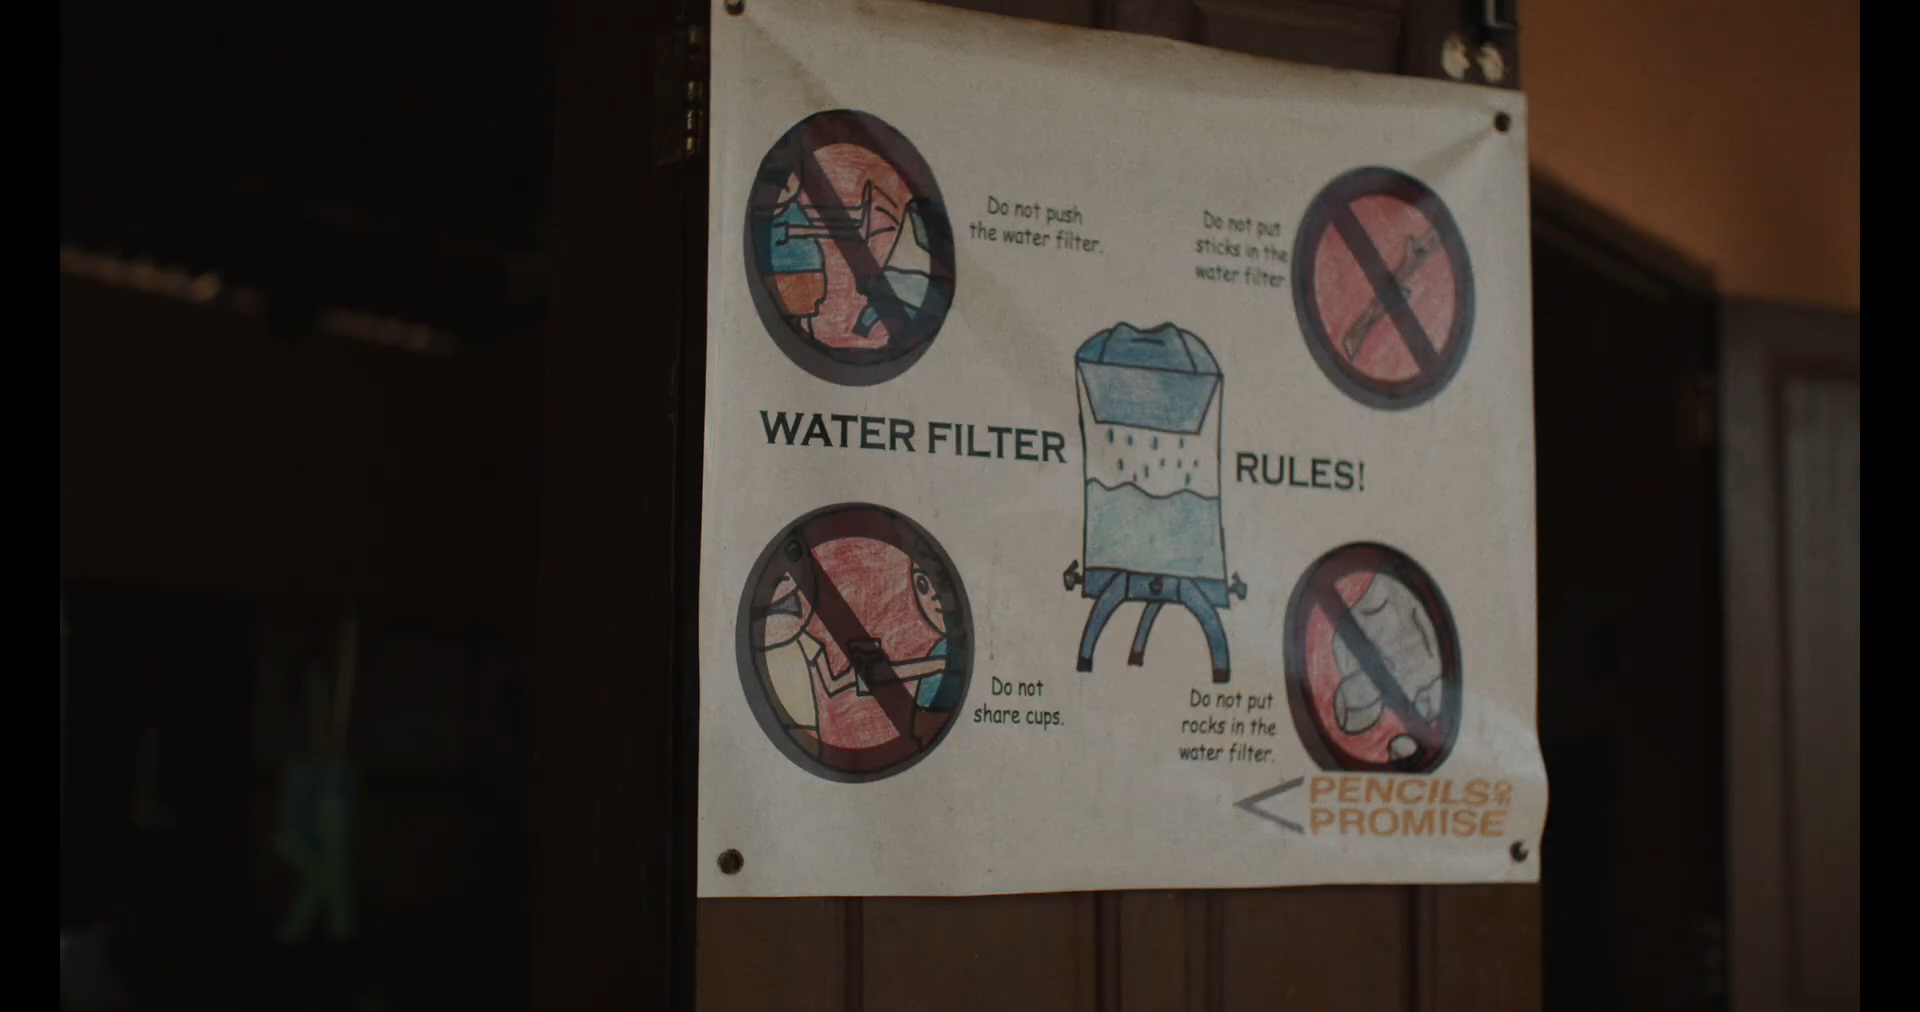 Do not push
the water filter.
Do not put
sticks in the
water filter
WATER FILTER RULES!
Do not
share cups.
Do not put
rocks in the
water filter.
PENCILS OF
PROMISE